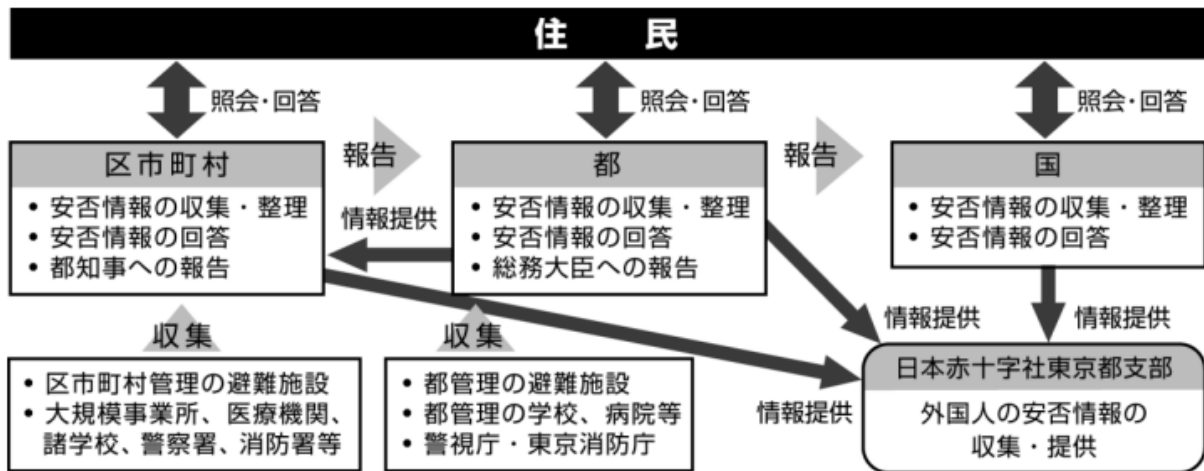 住　民
照会・回答
照会・回答
照会・回答
区市町村
• 安否情報の収集・整理
• 安否情報の回答
• 都知事への報告
報告
情報提供
都
• 安否情報の収集・整理
• 安否情報の回答
• 総務大臣への報告
報告
国
• 安否情報の収集・整理
• 安否情報の回答
収集
• 区市町村管理の避難施設
• 大規模事業所、医療機関、
諸学校、警察署、消防署等
収集
• 都管理の避難施設
• 都管理の学校、病院等
• 警視庁・東京消防庁
情報提供
情報提供
情報提供
日本赤十字社東京都支部
外国人の安否情報の
収集・提供